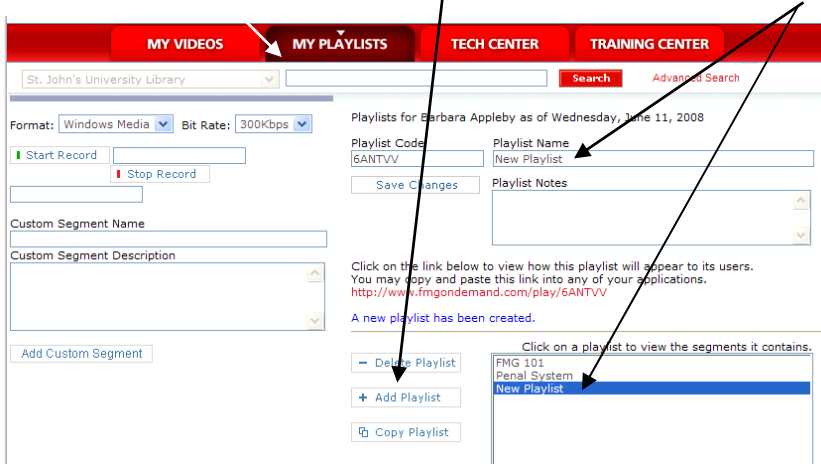 MY VIDEOS MY PLAYLISTS TECH CENTER TRAINING CENTER
St. John's University Library Search Advanced Search
Format: Windows Media Bit Rate: 300Kbps
Start Record
Stop Record
Custom Segment Name
Custom Segment Description
Add Custom Segment
Playlists for Barbara Appleby as of Wednesday, June 11, 2008
Playlist Code Playlist Name
6ANTVV New Playlist
Save Changes Playlist Notes
Click on the link below to view how this playlist will appear to its users.
You may copy and paste this link into any of your applications.
http://www.fmgondemand.com/play/6ANTVV
A new playlist has been created.
Click on a playlist to view the segments it contains.
− Delete Playlist
+ Add Playlist
Copy Playlist
FMG 101
Penal System
New Playlist